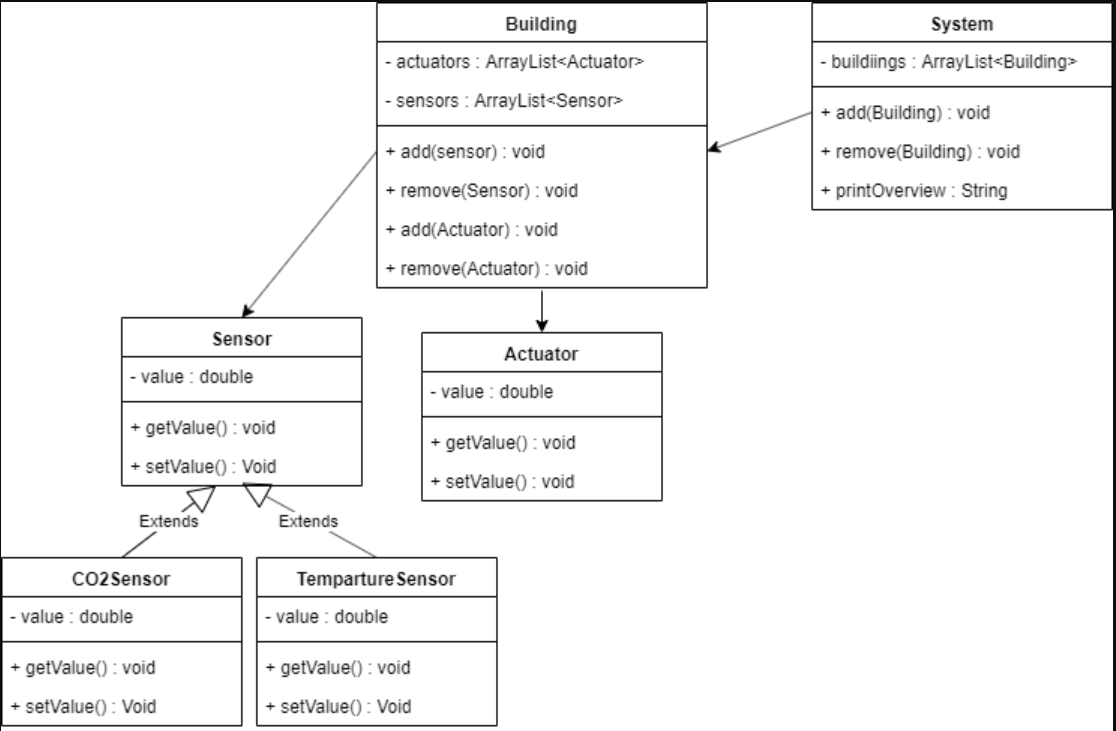 Building
- actuators : ArrayList<Actuator>
- sensors : ArrayList<Sensor>
+ add(sensor) : void
+ remove(Sensor) : void
+ add(Actuator) : void
+ remove(Actuator) : void
System
- buildiings : ArrayList<Building>
+ add(Building) : void
+ remove(Building) : void
+ printOverview : String
Sensor
- value : double
+ getValue() : void
+ setValue() : Void
Actuator
- value : double
+ getValue() : void
+ setValue() : void
Extends
Extends
CO2Sensor
- value : double
+ getValue() : void
+ setValue() : Void
TempartureSensor
- value : double
+ getValue() : void
+ setValue() : Void